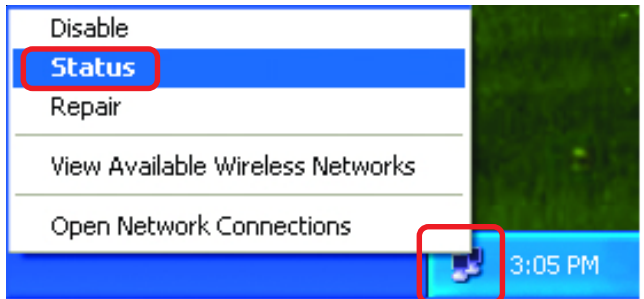 Disable
Status
Repair
View Available Wireless Networks
Open Network Connections
3:05 PM